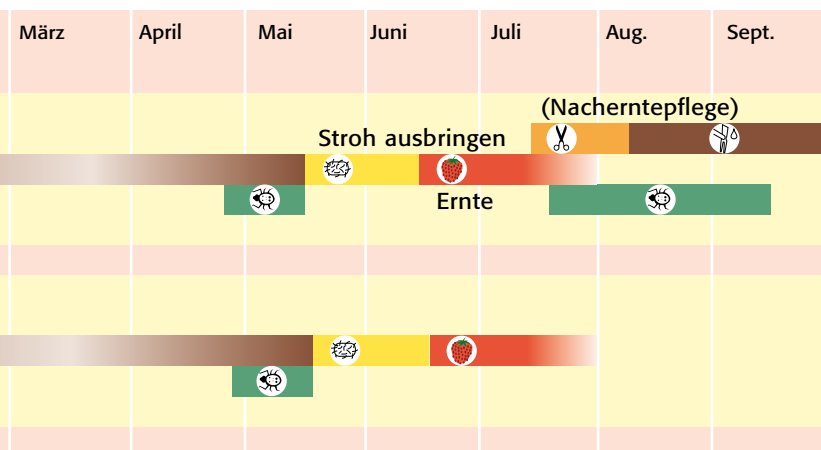 März April Mai Juni Juli Aug. Sept.
(Nacherntepflege)
Stroh ausbringen
Ernte